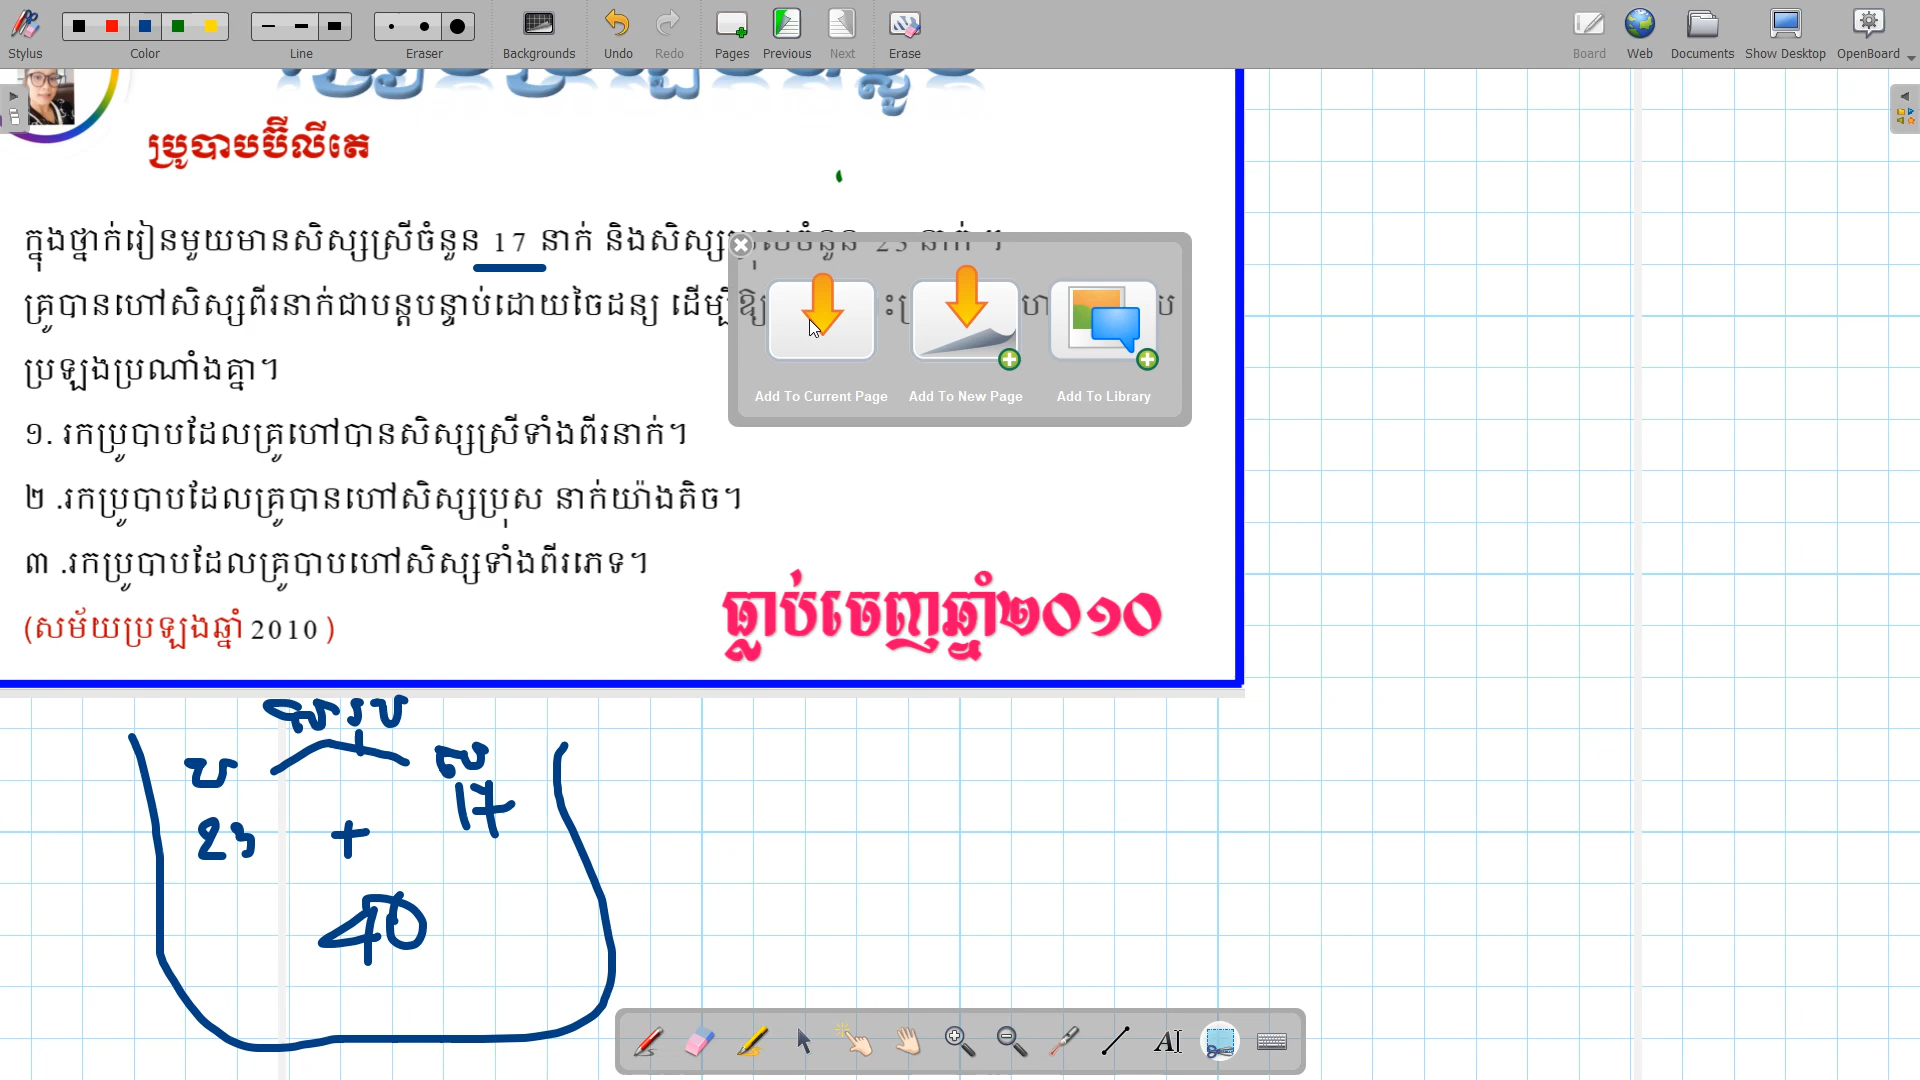 Stylus Color Line Eraser Backgrounds Undo Redo Pages Previous Next Erase Board Web Documents Show Desktop OpenBoard
ប្រូបាបប៊ីលីតេ
ក្នុងថ្នាក់រៀនមួយមានសិស្សស្រីចំនួន 17 នាក់ និងសិស្សប្រុសចំនួន 23 នាក់ ។
គ្រូបានហៅសិស្សពីរនាក់ជាបន្តបន្ទាប់ដោយចៃដន្យ ដើម្បីឱ្យ
ប្រឡងប្រណាំងគ្នា។
Add To Current Page Add To New Page Add To Library
១. រកប្រូបាបដែលគ្រូហៅបានសិស្សស្រីទាំងពីរនាក់។
២ .រកប្រូបាបដែលគ្រូបានហៅសិស្សប្រុស នាក់យ៉ាងតិច។
៣ .រកប្រូបាបដែលគ្រូបាបហៅសិស្សទាំងពីរភេទ។
(សម័យប្រឡងឆ្នាំ 2010 )
ធ្លាប់ចេញឆ្នាំ២០១០
សរុប
ប ស
23 + 17
40